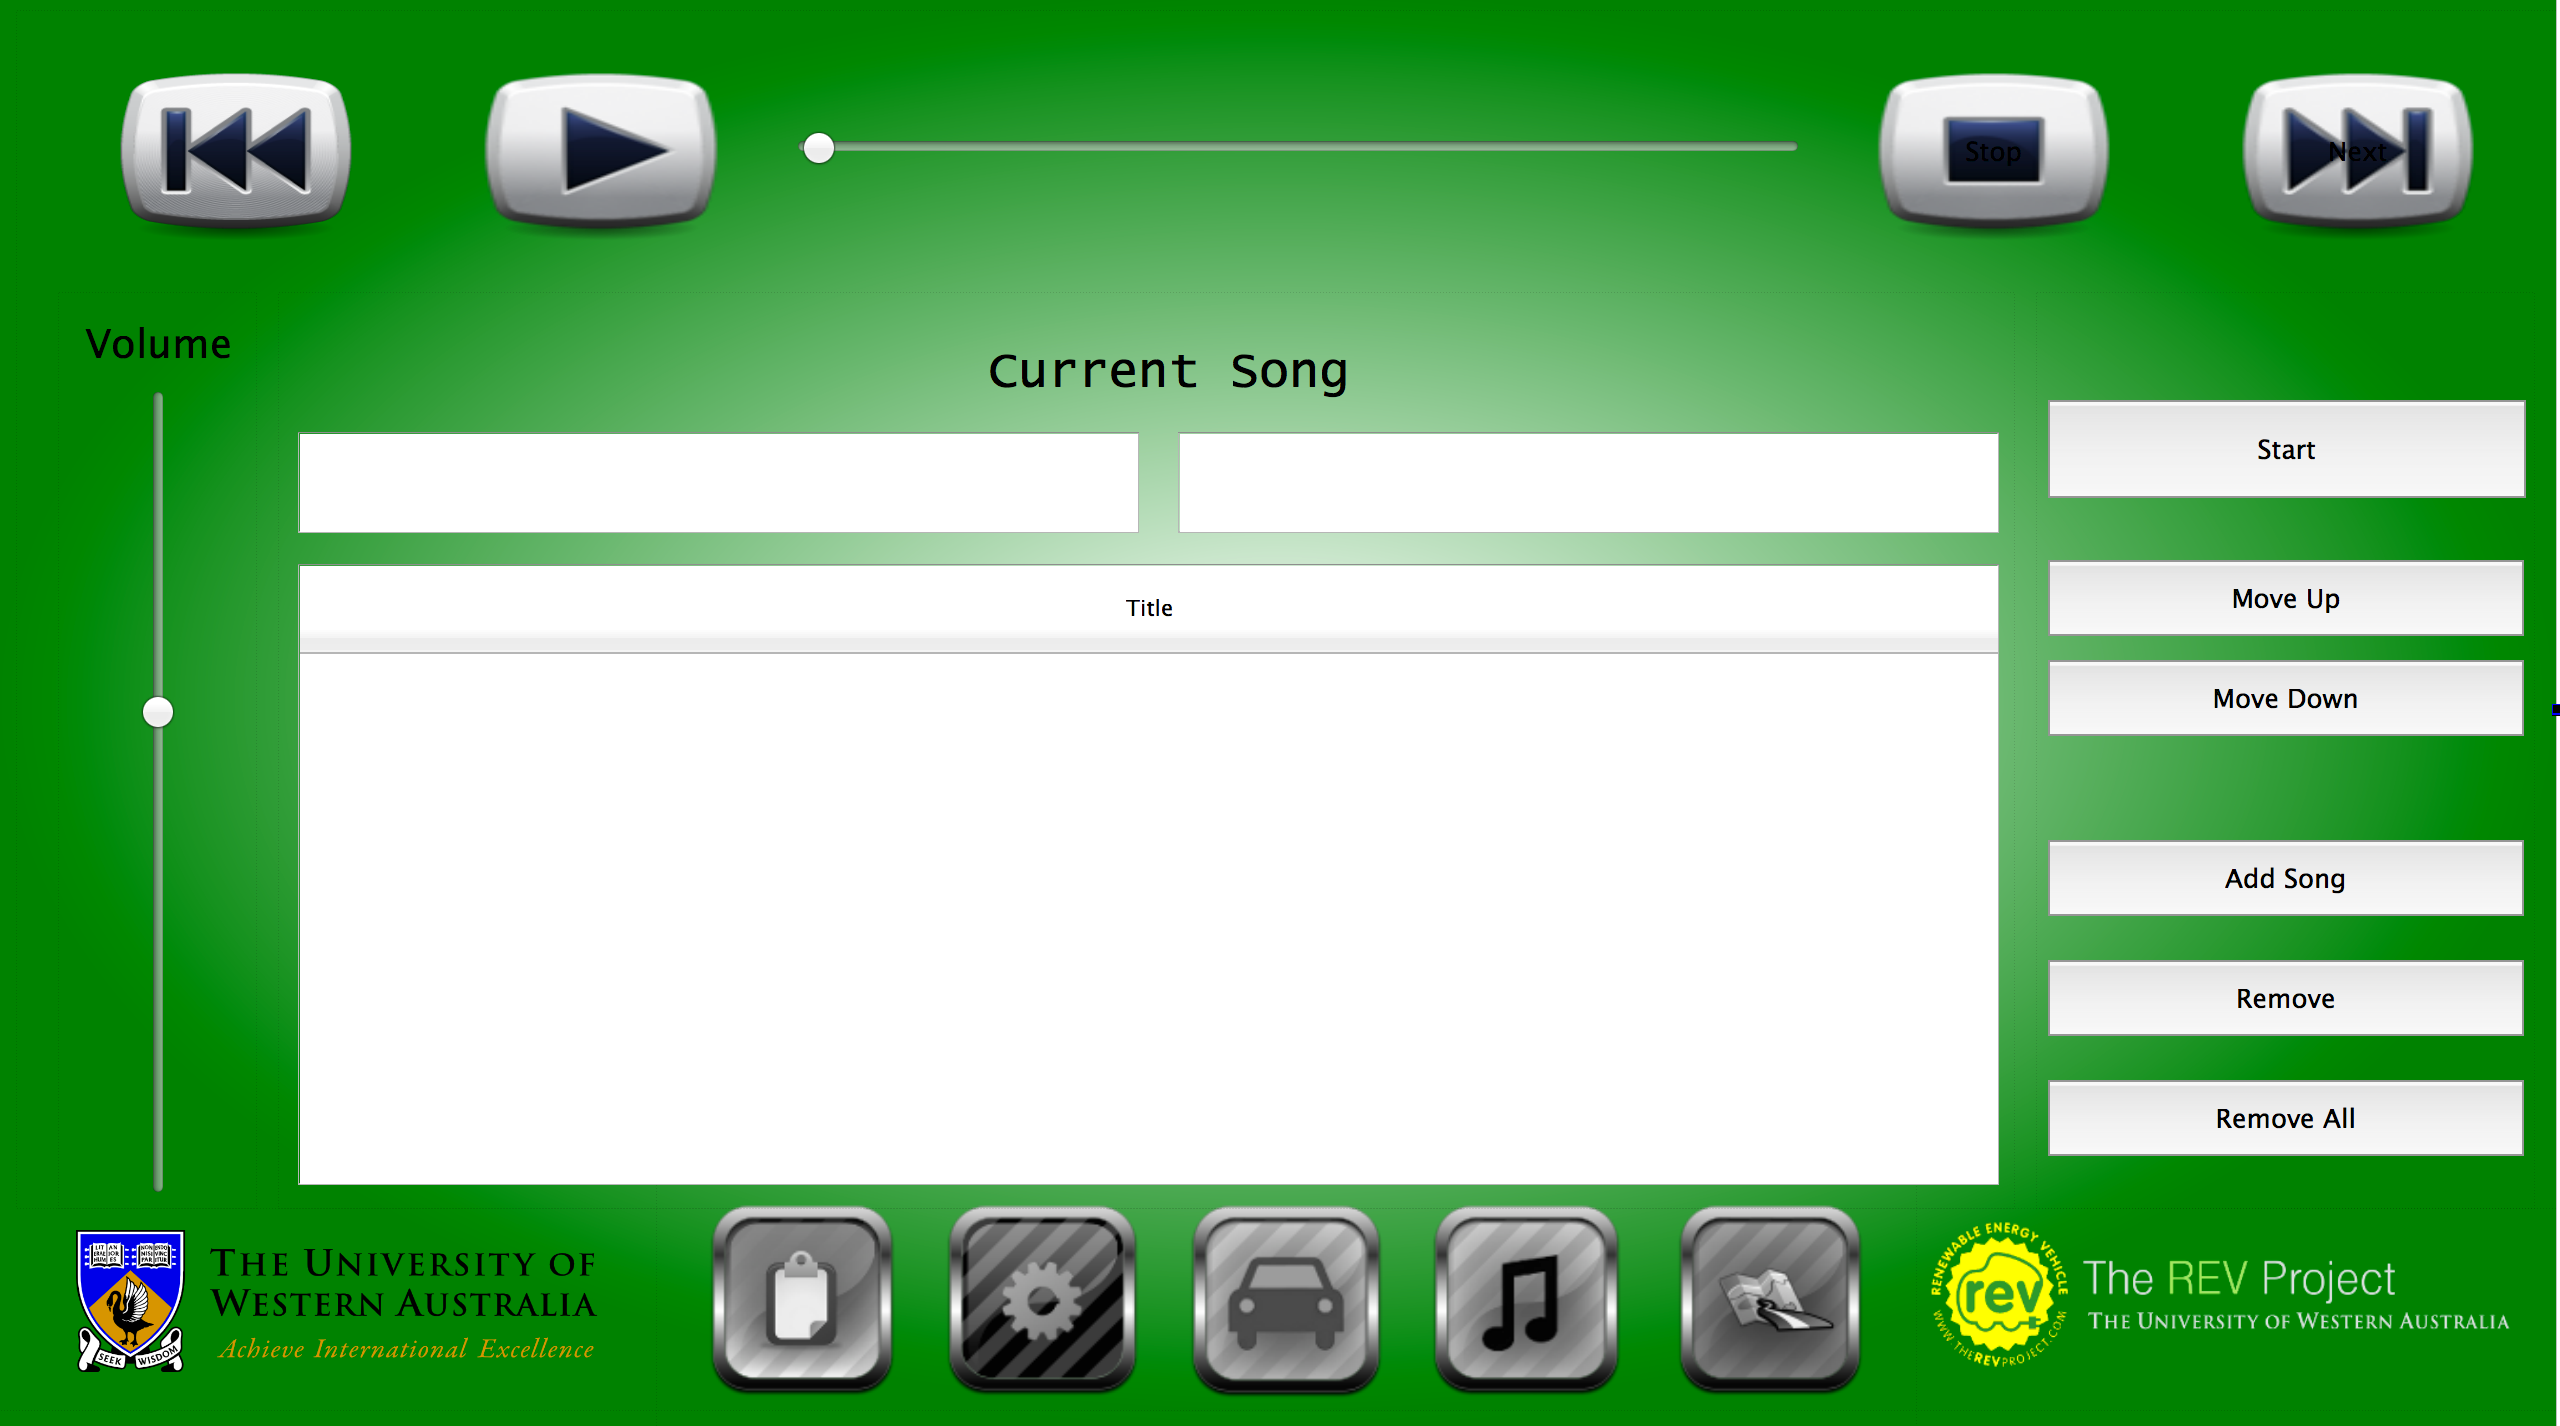 Stop
Next
Volume
Current Song
Start
Title
Move Up
Move Down
Add Song
Remove
Remove All
THE UNIVERSITY OF
WESTERN AUSTRALIA
Achieve International Excellence
SEEK WISDOM
RENEWABLE ENERGY VEHICLE
rev
WWW.THEREVPROJECT.COM
The REV Project
THE UNIVERSITY OF WESTERN AUSTRALIA